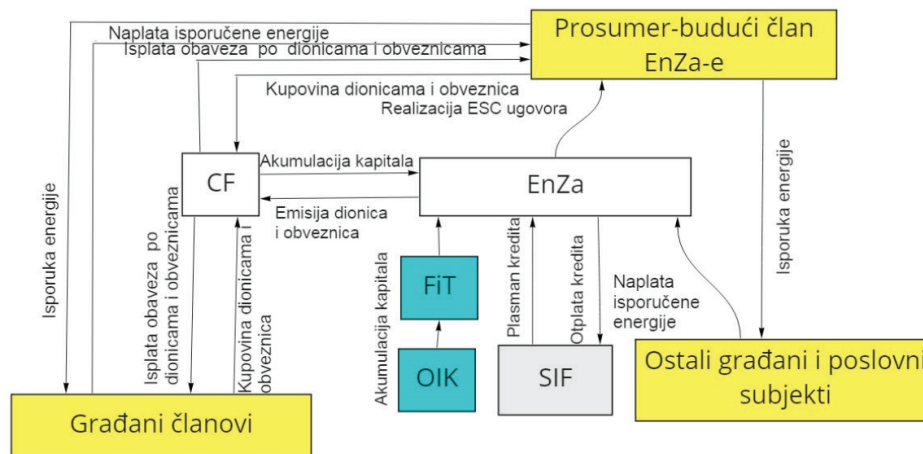 Naplata isporučene energije
Isplata obaveza po dionicama i obveznicama
Prosumer-budući član
EnZa-e
Kupovina dionicama i obveznica
Realizacija ESC ugovora
CF
Akumulacija kapitala
EnZa
Emisija dionica
i obveznica
Isporuka energije
Isplata obaveza po
dionicama i obveznicama
Kupovina dionicama i
obveznica
Akumulacija kapitala
FiT
OIK
Plasman kredita
Otplata kredita
SIF
Naplata
isporučene
energije
Isporuka energije
Ostali građani i poslovni
subjekti
Građani članovi